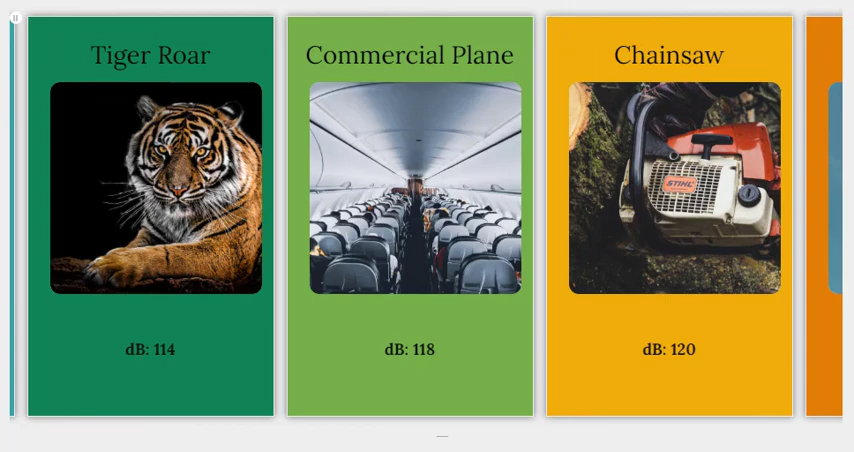 Tiger Roar
Commercial Plane
Chainsaw
STIHL
dB: 114
dB: 118
dB: 120